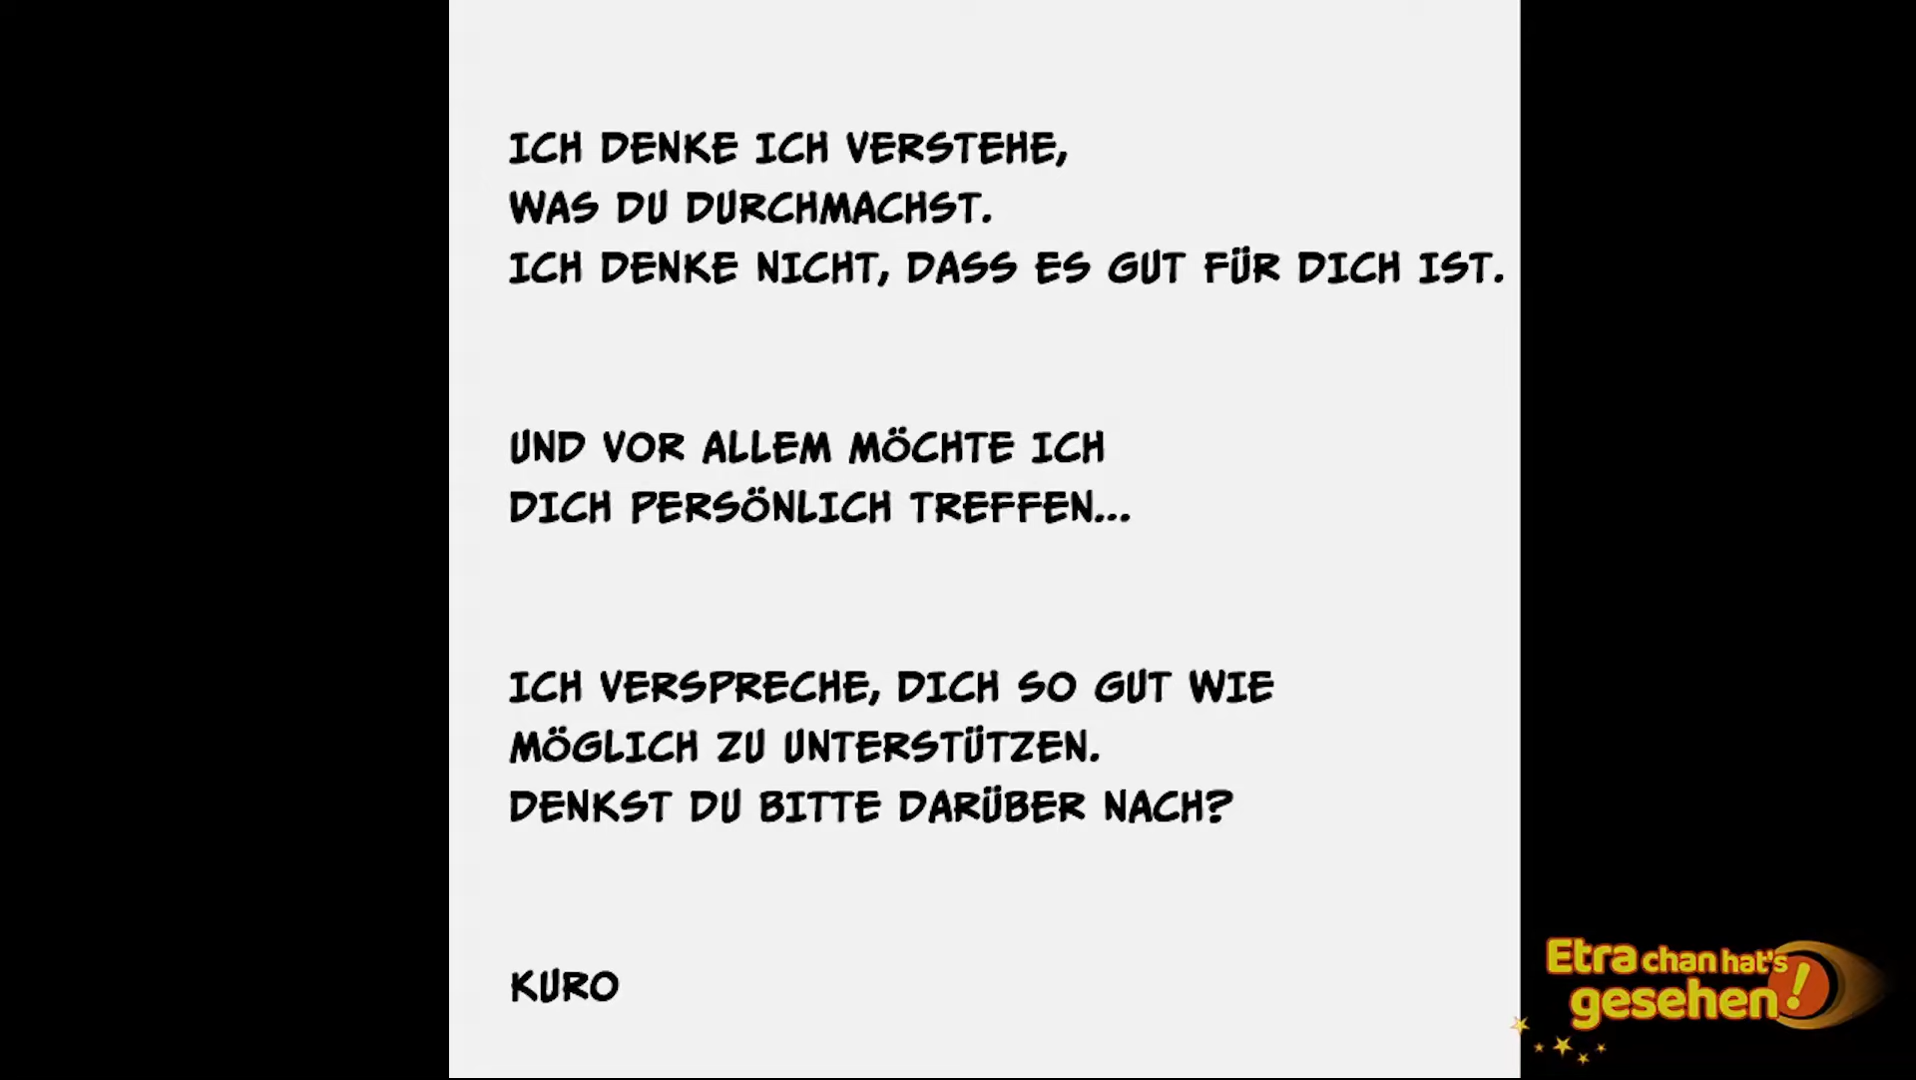 ICH DENKE ICH VERSTEHE,
WAS DU DURCHMACHST.
ICH DENKE NICHT, DASS ES GUT FÜR DICH IST.
UND VOR ALLEM MÖCHTE ICH
DICH PERSÖNLICH TREFFEN...
ICH VERSPRECHE, DICH SO GUT WIE
MÖGLICH ZU UNTERSTÜTZEN.
DENKST DU BITTE DARÜBER NACH?
KURO
Etra chan hat's
gesehen!